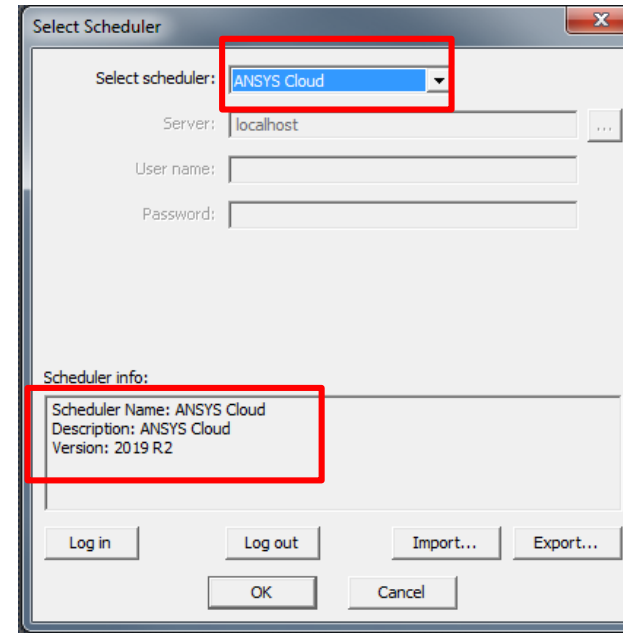 Select Scheduler
Select scheduler: ANSYS Cloud
Server: localhost ...
User name:
Password:
Scheduler info:
Scheduler Name: ANSYS Cloud
Description: ANSYS Cloud
Version: 2019 R2
Log in Log out Import... Export...
OK Cancel